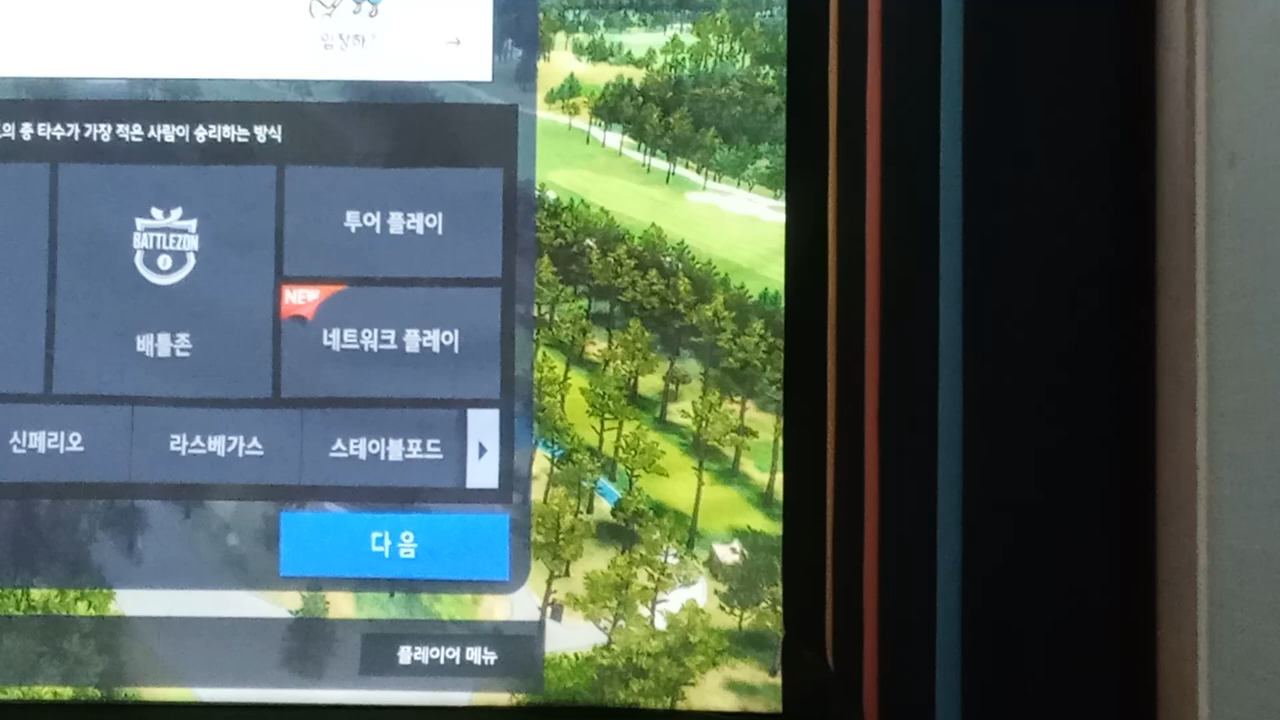 총 타수가 가장 적은 사람이 승리하는 방식
투어 플레이
BATTLEZON
배틀존
NEW
네트워크 플레이
신페리오
라스베가스
스테이블포드
다음
플레이어 메뉴